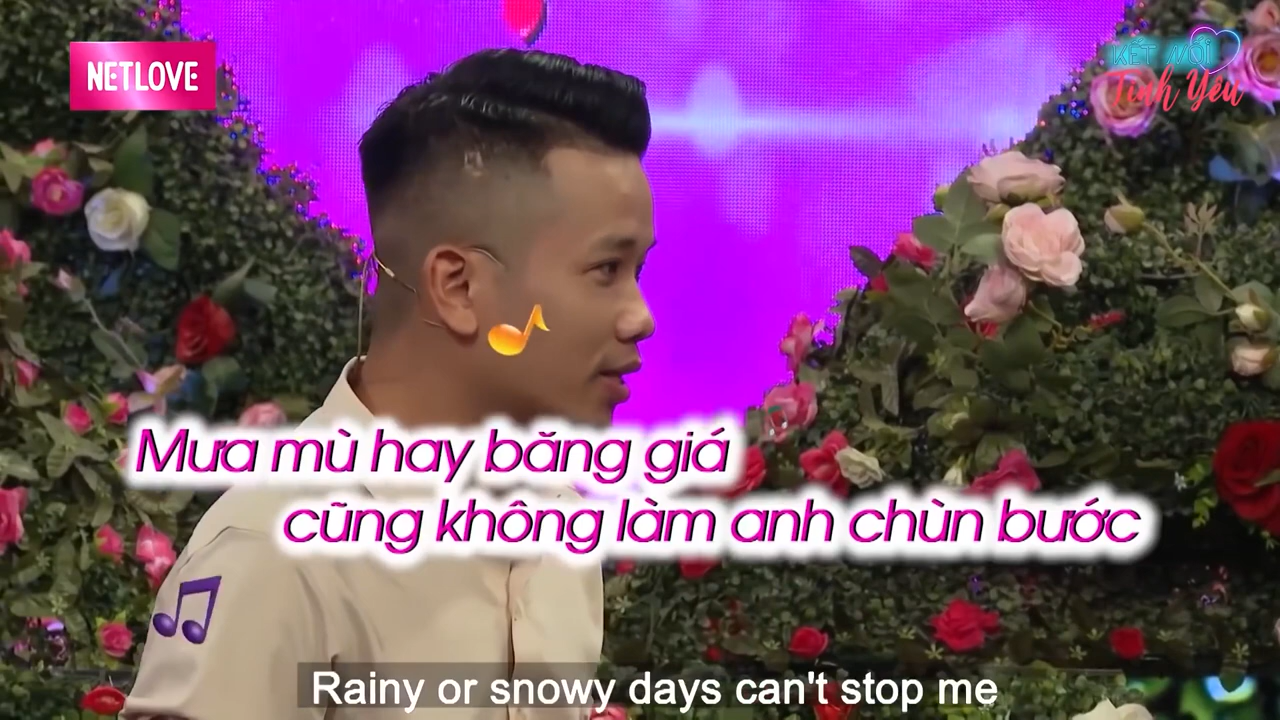 NETLOVE
KẾT NỐI
Tình Yêu
Mưa mù hay băng giá
cũng không làm anh chùn bước
Rainy or snowy days can't stop me